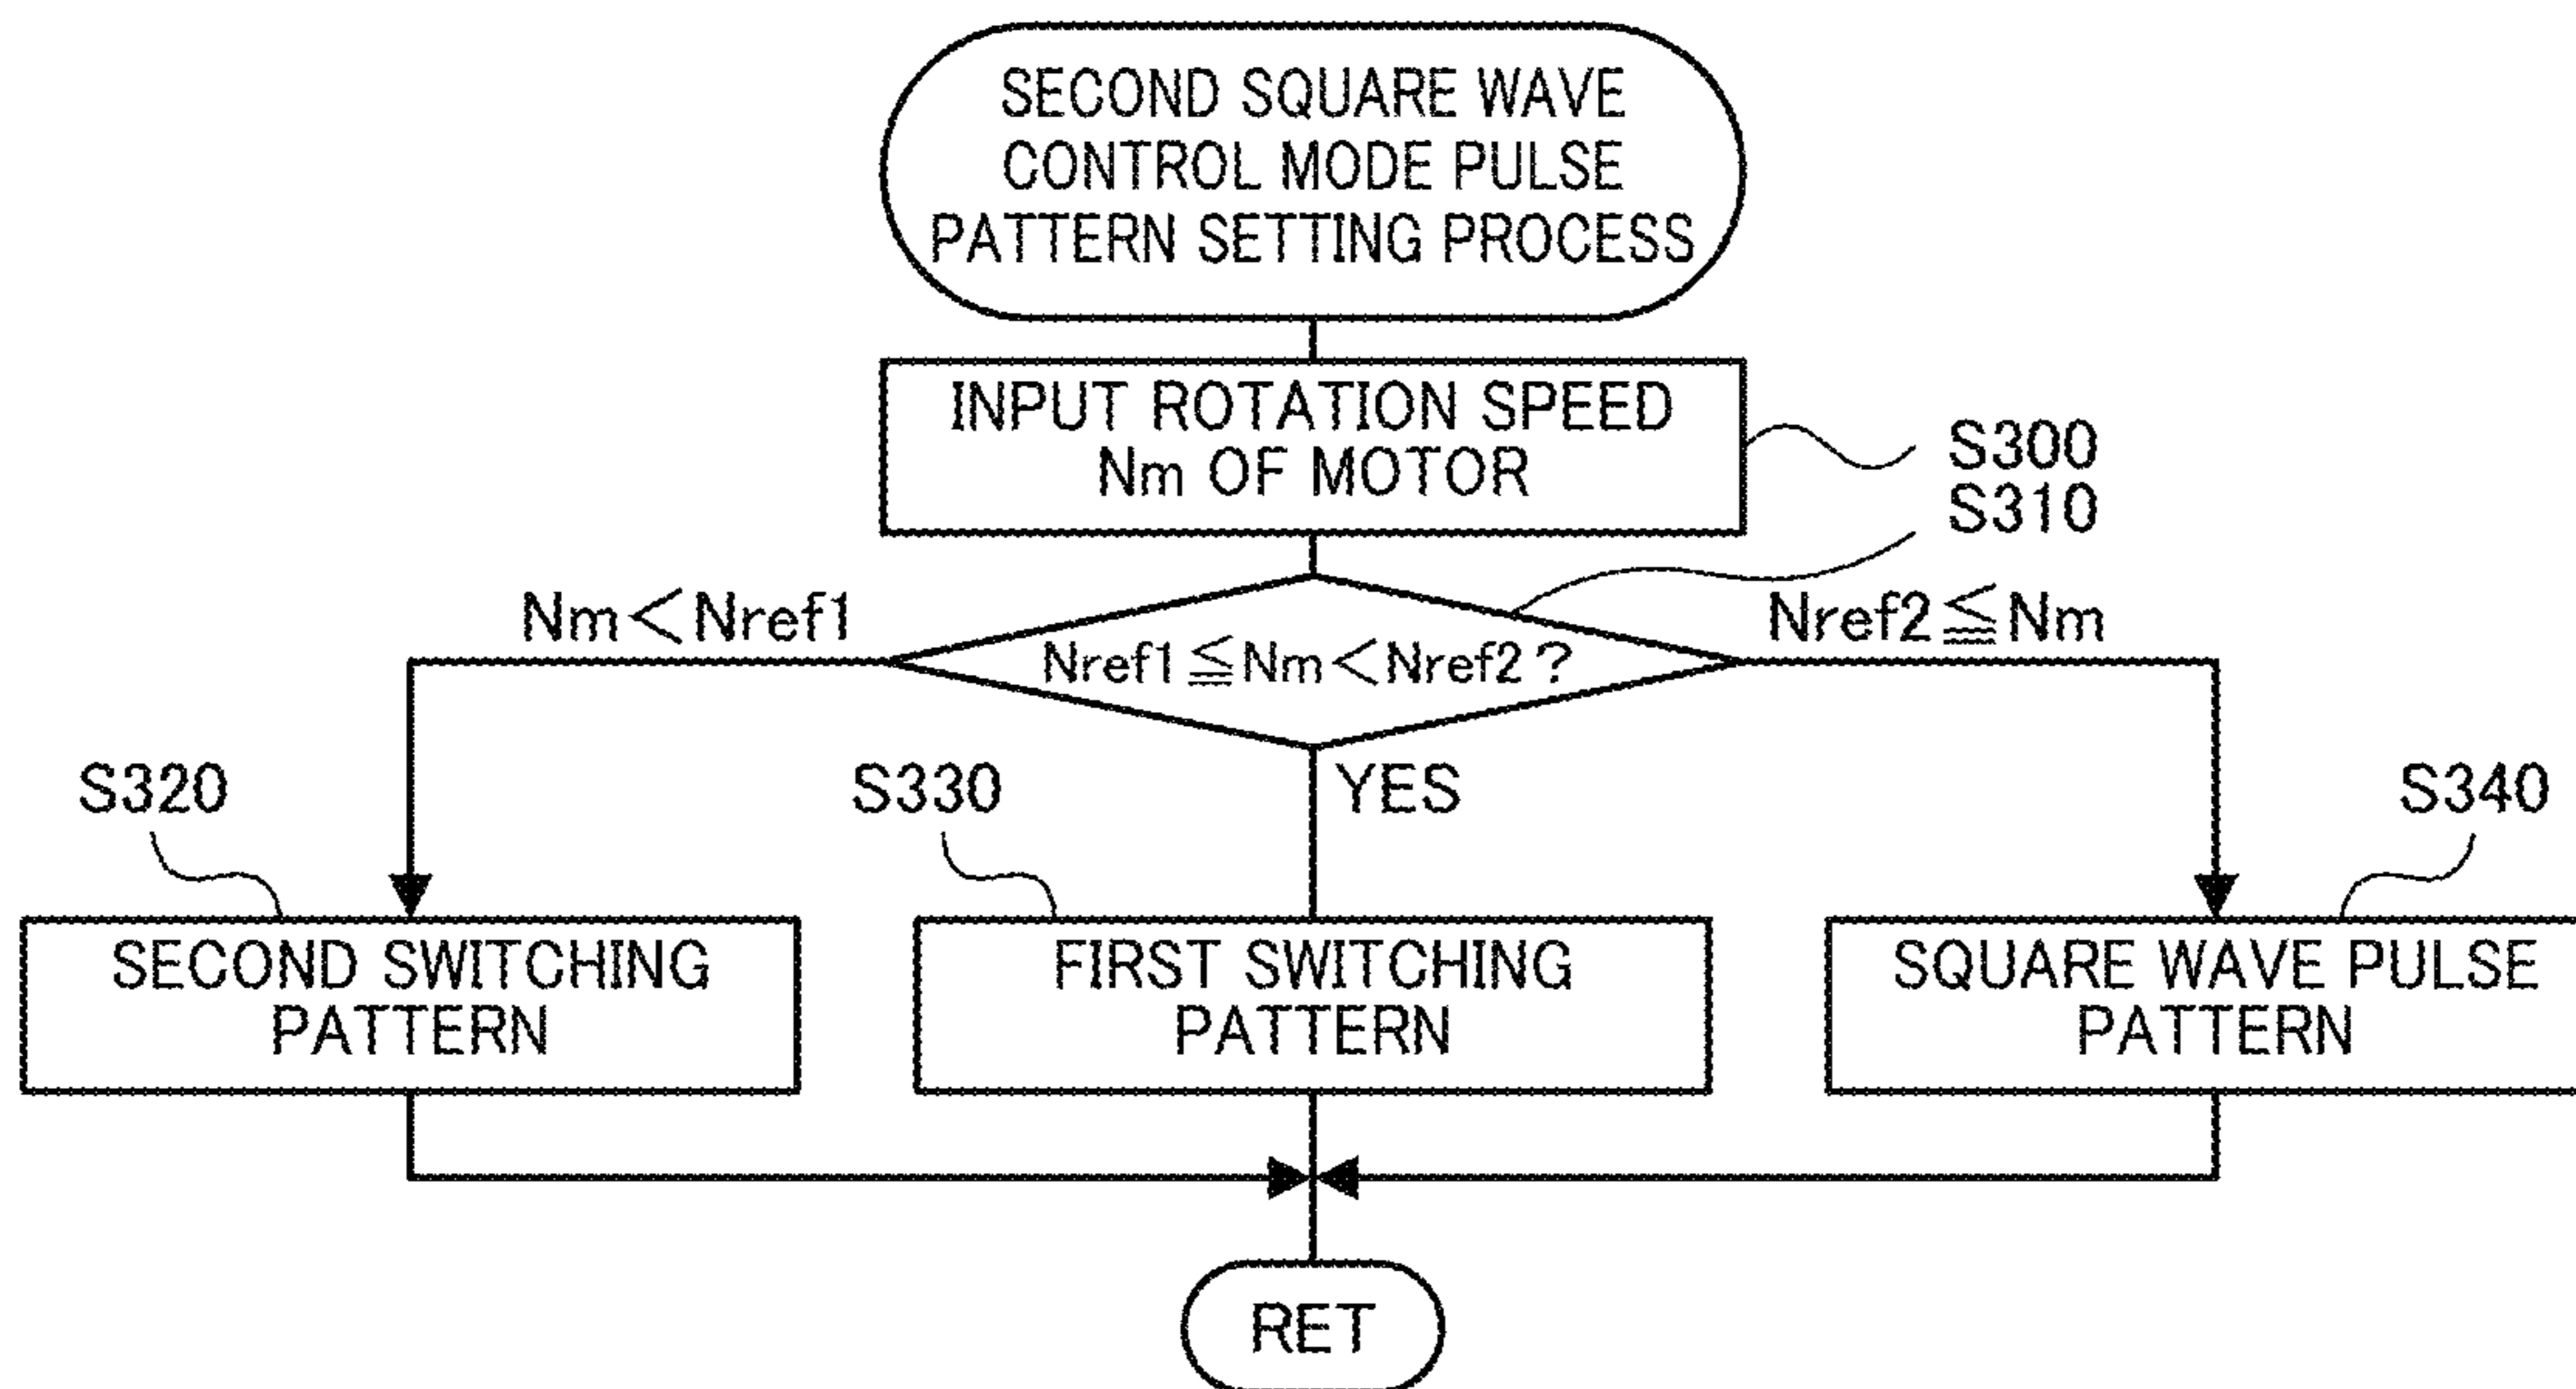 SECOND SQUARE WAVE
CONTROL MODE PULSE
PATTERN SETTING PROCESS
INPUT ROTATION SPEED
Nm OF MOTOR
S300
S310
Nm<Nref1
Nref1≦Nm<Nref2?
Nref2≦Nm
YES
S320
S330
S340
SECOND SWITCHING
PATTERN
FIRST SWITCHING
PATTERN
SQUARE WAVE PULSE
PATTERN
RET